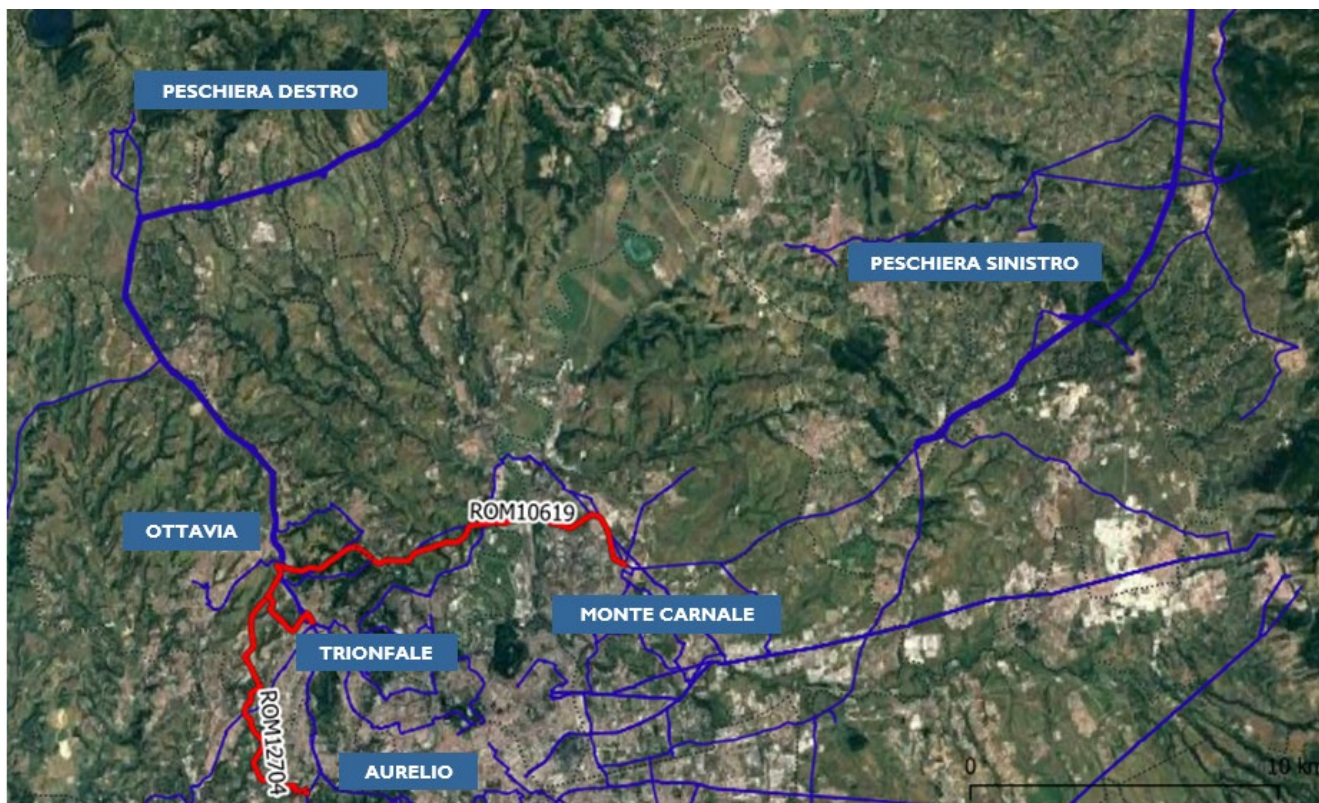 PESCHIERA DESTRO
PESCHIERA SINISTRO
ROM10619
OTTAVIA
MONTE CARNALE
TRIONFALE
ROM12704
AURELIO
0
10 km